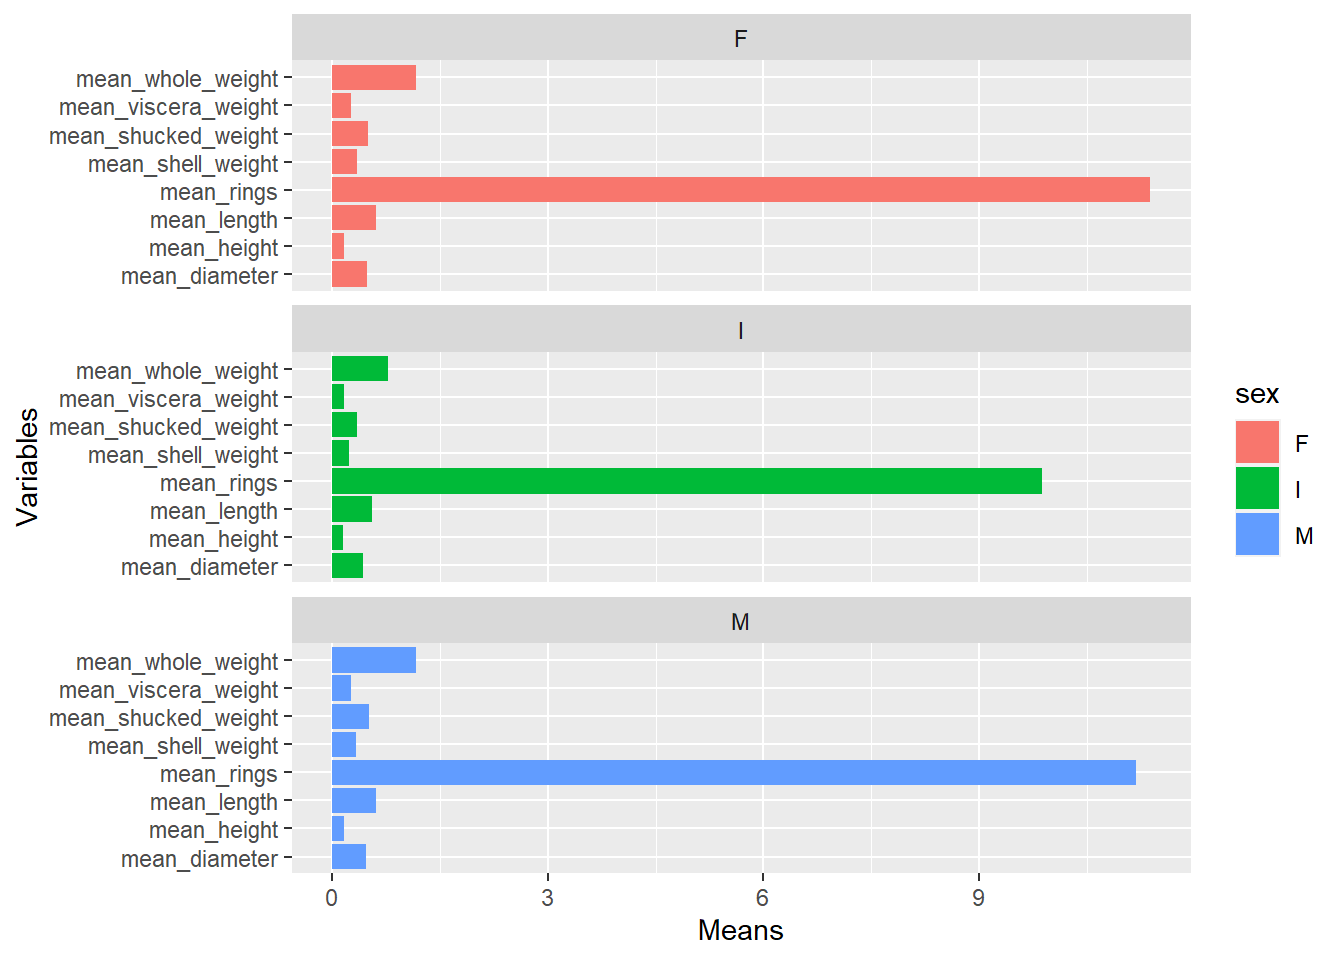 F
mean_whole_weight
mean_viscera_weight
mean_shucked_weight
mean_shell_weight
mean_rings
mean_length
mean_height
mean_diameter
I
mean_whole_weight
mean_viscera_weight
mean_shucked_weight
mean_shell_weight
mean_rings
mean_length
mean_height
mean_diameter
M
mean_whole_weight
mean_viscera_weight
mean_shucked_weight
mean_shell_weight
mean_rings
mean_length
mean_height
mean_diameter
0 3 6 9
Means
Variables
sex
F
I
M